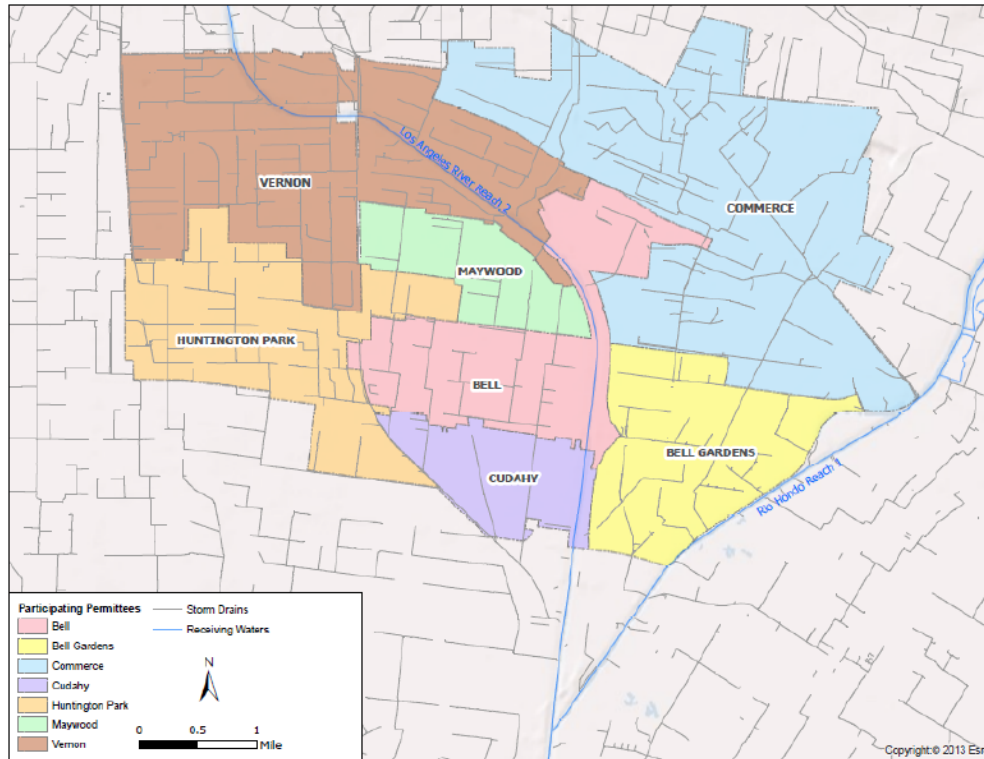 Los Angeles River Reach 2
VERNON
COMMERCE
MAYWOOD
HUNTINGTON PARK
BELL
BELL GARDENS
CUDAHY
Rio Hondo Reach 1
Participating Permittees
Bell
Bell Gardens
Commerce
Cudahy
Huntington Park
Maywood
Vernon
Storm Drains
Receiving Waters
N
0 0.5 1
Mile
Copyright:© 2013 Esr